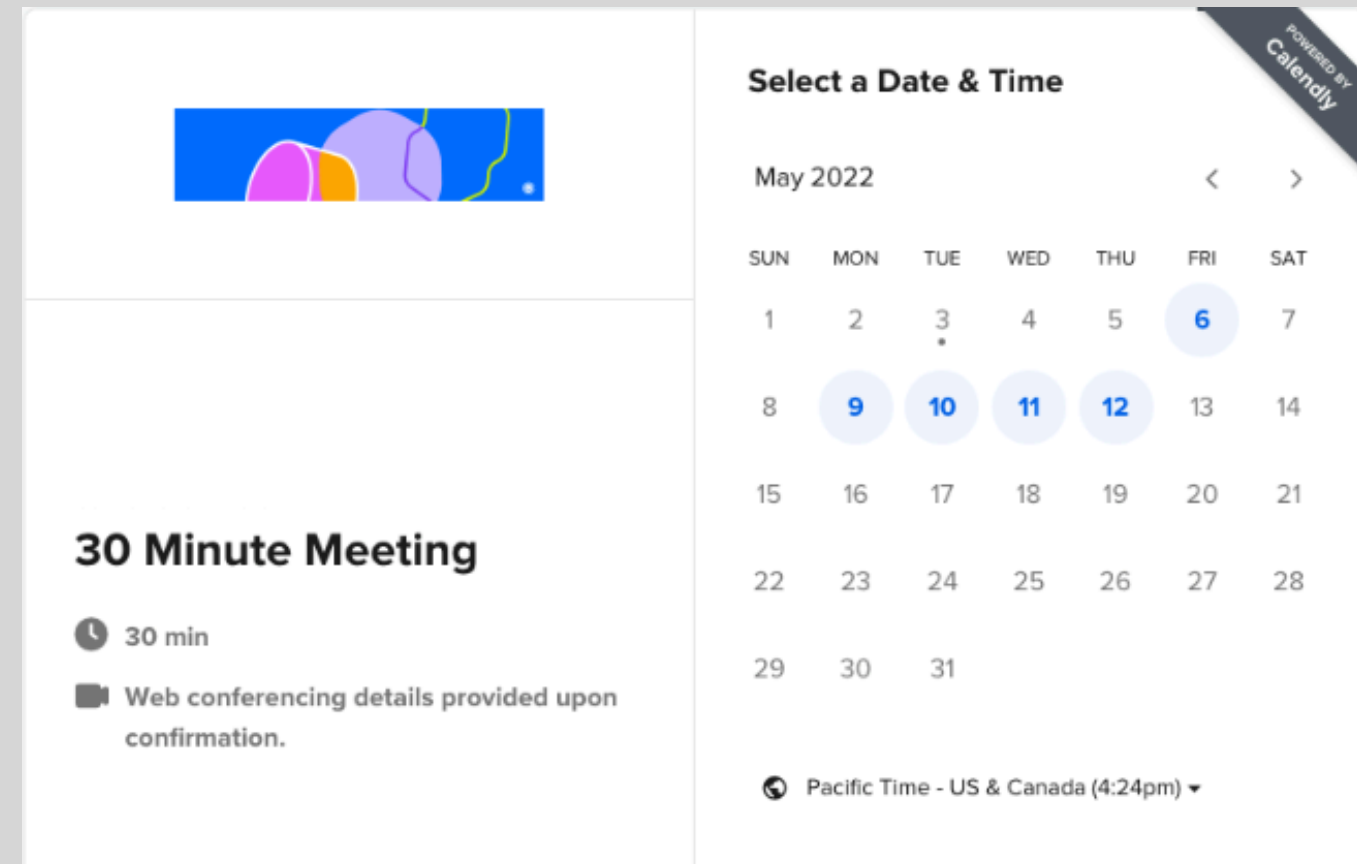 POWERED BY
Calendly
30 Minute Meeting
30 min
Web conferencing details provided upon
confirmation.
Select a Date & Time
May 2022
SUN MON TUE WED THU FRI SAT
1 2 3 4 5 6 7
8 9 10 11 12 13 14
15 16 17 18 19 20 21
22 23 24 25 26 27 28
29 30 31
Pacific Time - US & Canada (4:24pm)